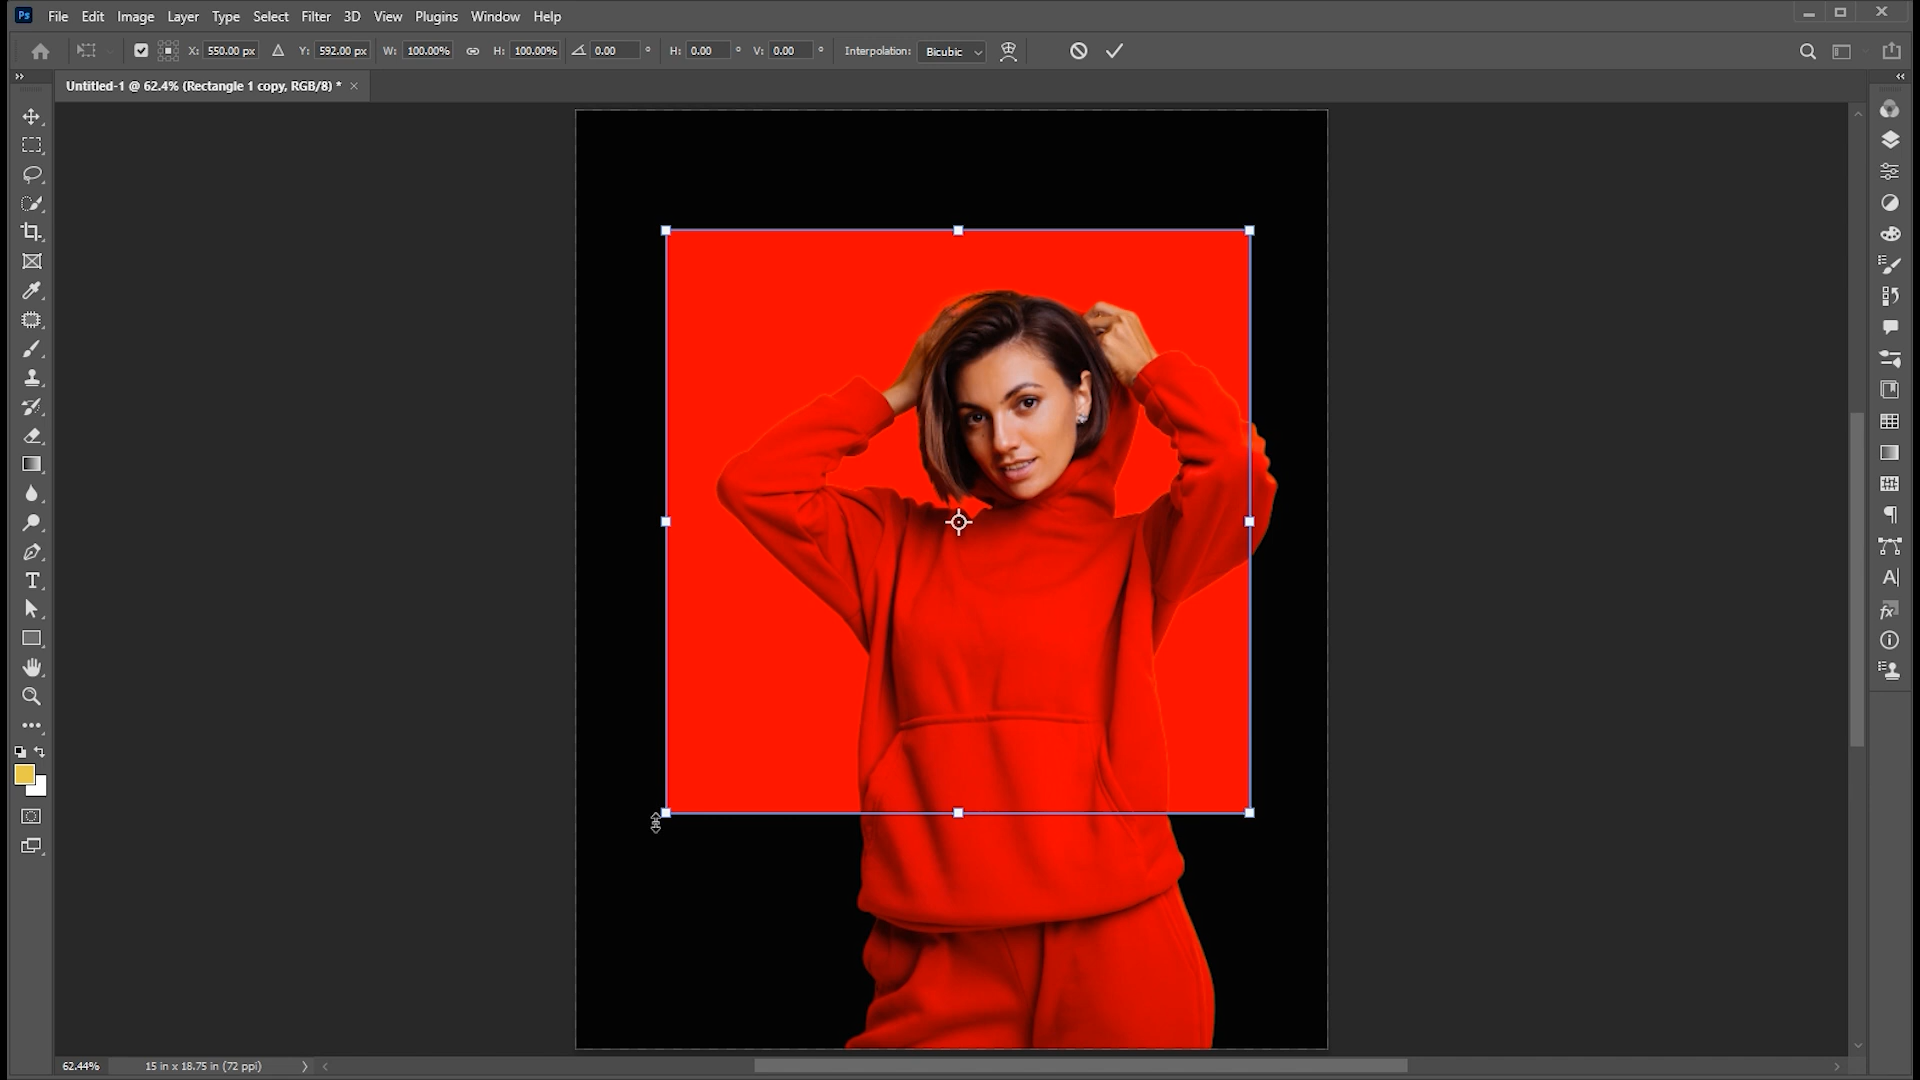 Ps File Edit Image Layer Type Select Filter 3D View Plugins Window Help
X: 550.00 px Y: 592.00 px W: 100.00% H: 100.00% 0.00 ° H: 0.00 ° V: 0.00 ° Interpolation: Bicubic
Untitled-1 @ 62.4% (Rectangle 1 copy, RGB/8) * ×
T
A
fx
62.44% 15 in x 18.75 in (72 ppi)